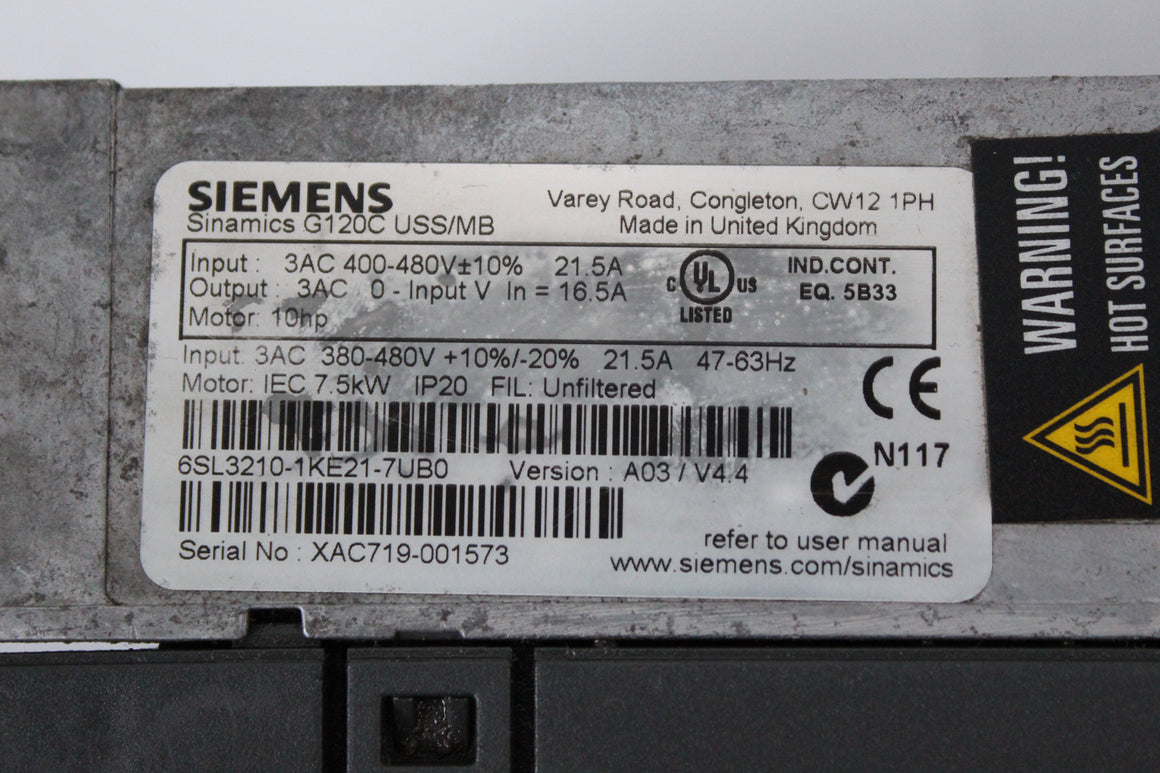 SIEMENS
Sinamics G120C USS/MB
Varey Road, Congleton, CW12 1PH
Made in United Kingdom
Input : 3AC 400-480V±10% 21.5A
Output : 3AC 0 - Input V In = 16.5A
Motor: 10hp
C UL US
LISTED
IND.CONT.
EQ. 5B33
Input: 3AC 380-480V +10%/-20% 21.5A 47-63Hz
Motor: IEC 7.5kW IP20 FIL: Unfiltered
CE
6SL3210-1KE21-7UB0 Version : A03 / V4.4
N117
Serial No : XAC719-001573
refer to user manual
www.siemens.com/sinamics
WARNING!
HOT SURFACES